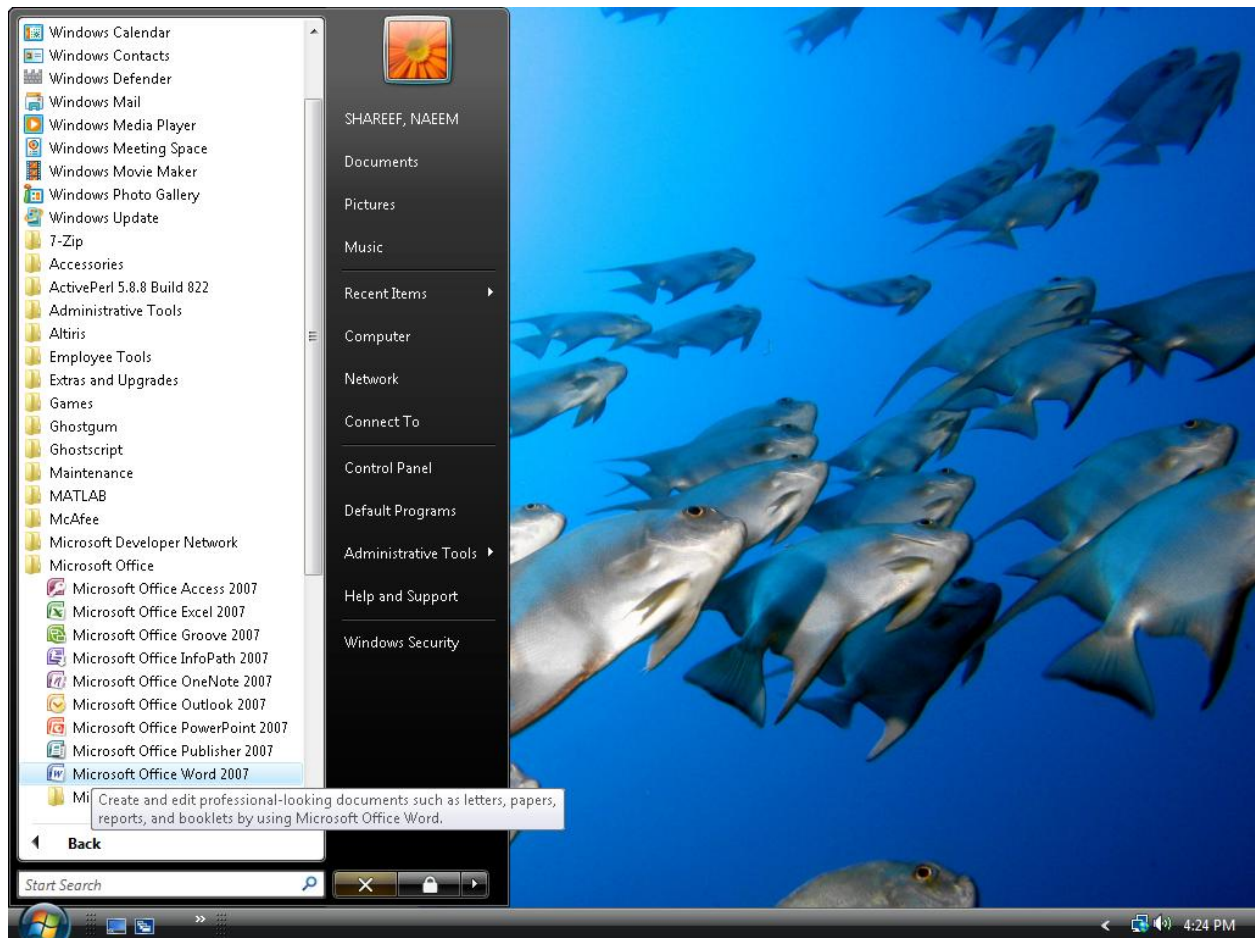 Windows Calendar
Windows Contacts
Windows Defender
Windows Mail
Windows Media Player
Windows Meeting Space
Windows Movie Maker
Windows Photo Gallery
Windows Update
7-Zip
Accessories
ActivePerl 5.8.8 Build 822
Administrative Tools
Altiris
Employee Tools
Extras and Upgrades
Games
Ghostgum
Ghostscript
Maintenance
MATLAB
McAfee
Microsoft Developer Network
Microsoft Office
Microsoft Office Access 2007
Microsoft Office Excel 2007
Microsoft Office Groove 2007
Microsoft Office InfoPath 2007
Microsoft Office OneNote 2007
Microsoft Office Outlook 2007
Microsoft Office PowerPoint 2007
Microsoft Office Publisher 2007
Microsoft Office Word 2007
Mi
Create and edit professional-looking documents such as letters, papers,
reports, and booklets by using Microsoft Office Word.
Back
Start Search
SHAREEF, NAEEM
Documents
Pictures
Music
Recent Items
Computer
Network
Connect To
Control Panel
Default Programs
Administrative Tools
Help and Support
Windows Security
4:24 PM